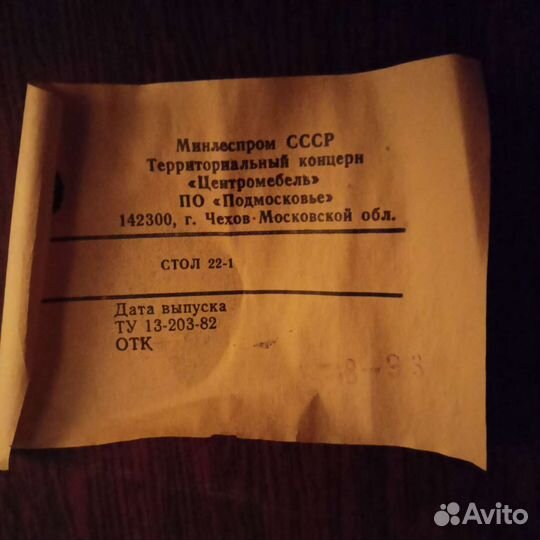 Минлеспром СССР
Территориальный концерн
«Центромебель»
ПО «Подмосковье»
142300, г. Чехов Московской обл.
СТОЛ 22-1
Дата выпуска
ТУ 13-203-82
ОТК
Avito